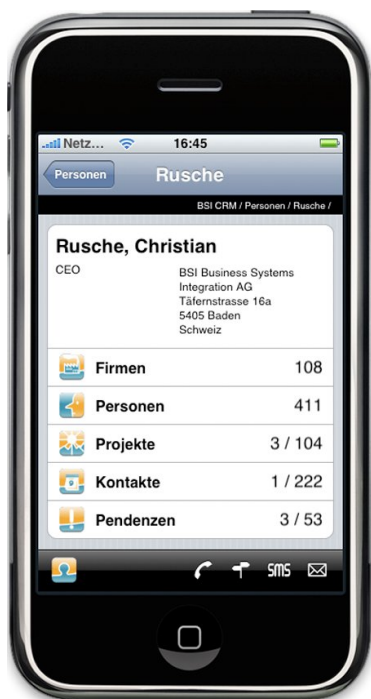 Netz... 16:45
Personen Rusche
BSI CRM / Personen / Rusche /
Rusche, Christian
CEO
BSI Business Systems
Integration AG
Täfernstrasse 16a
5405 Baden
Schweiz
Firmen 108
Personen 411
Projekte 3 / 104
Kontakte 1 / 222
Pendenzen 3 / 53
SMS